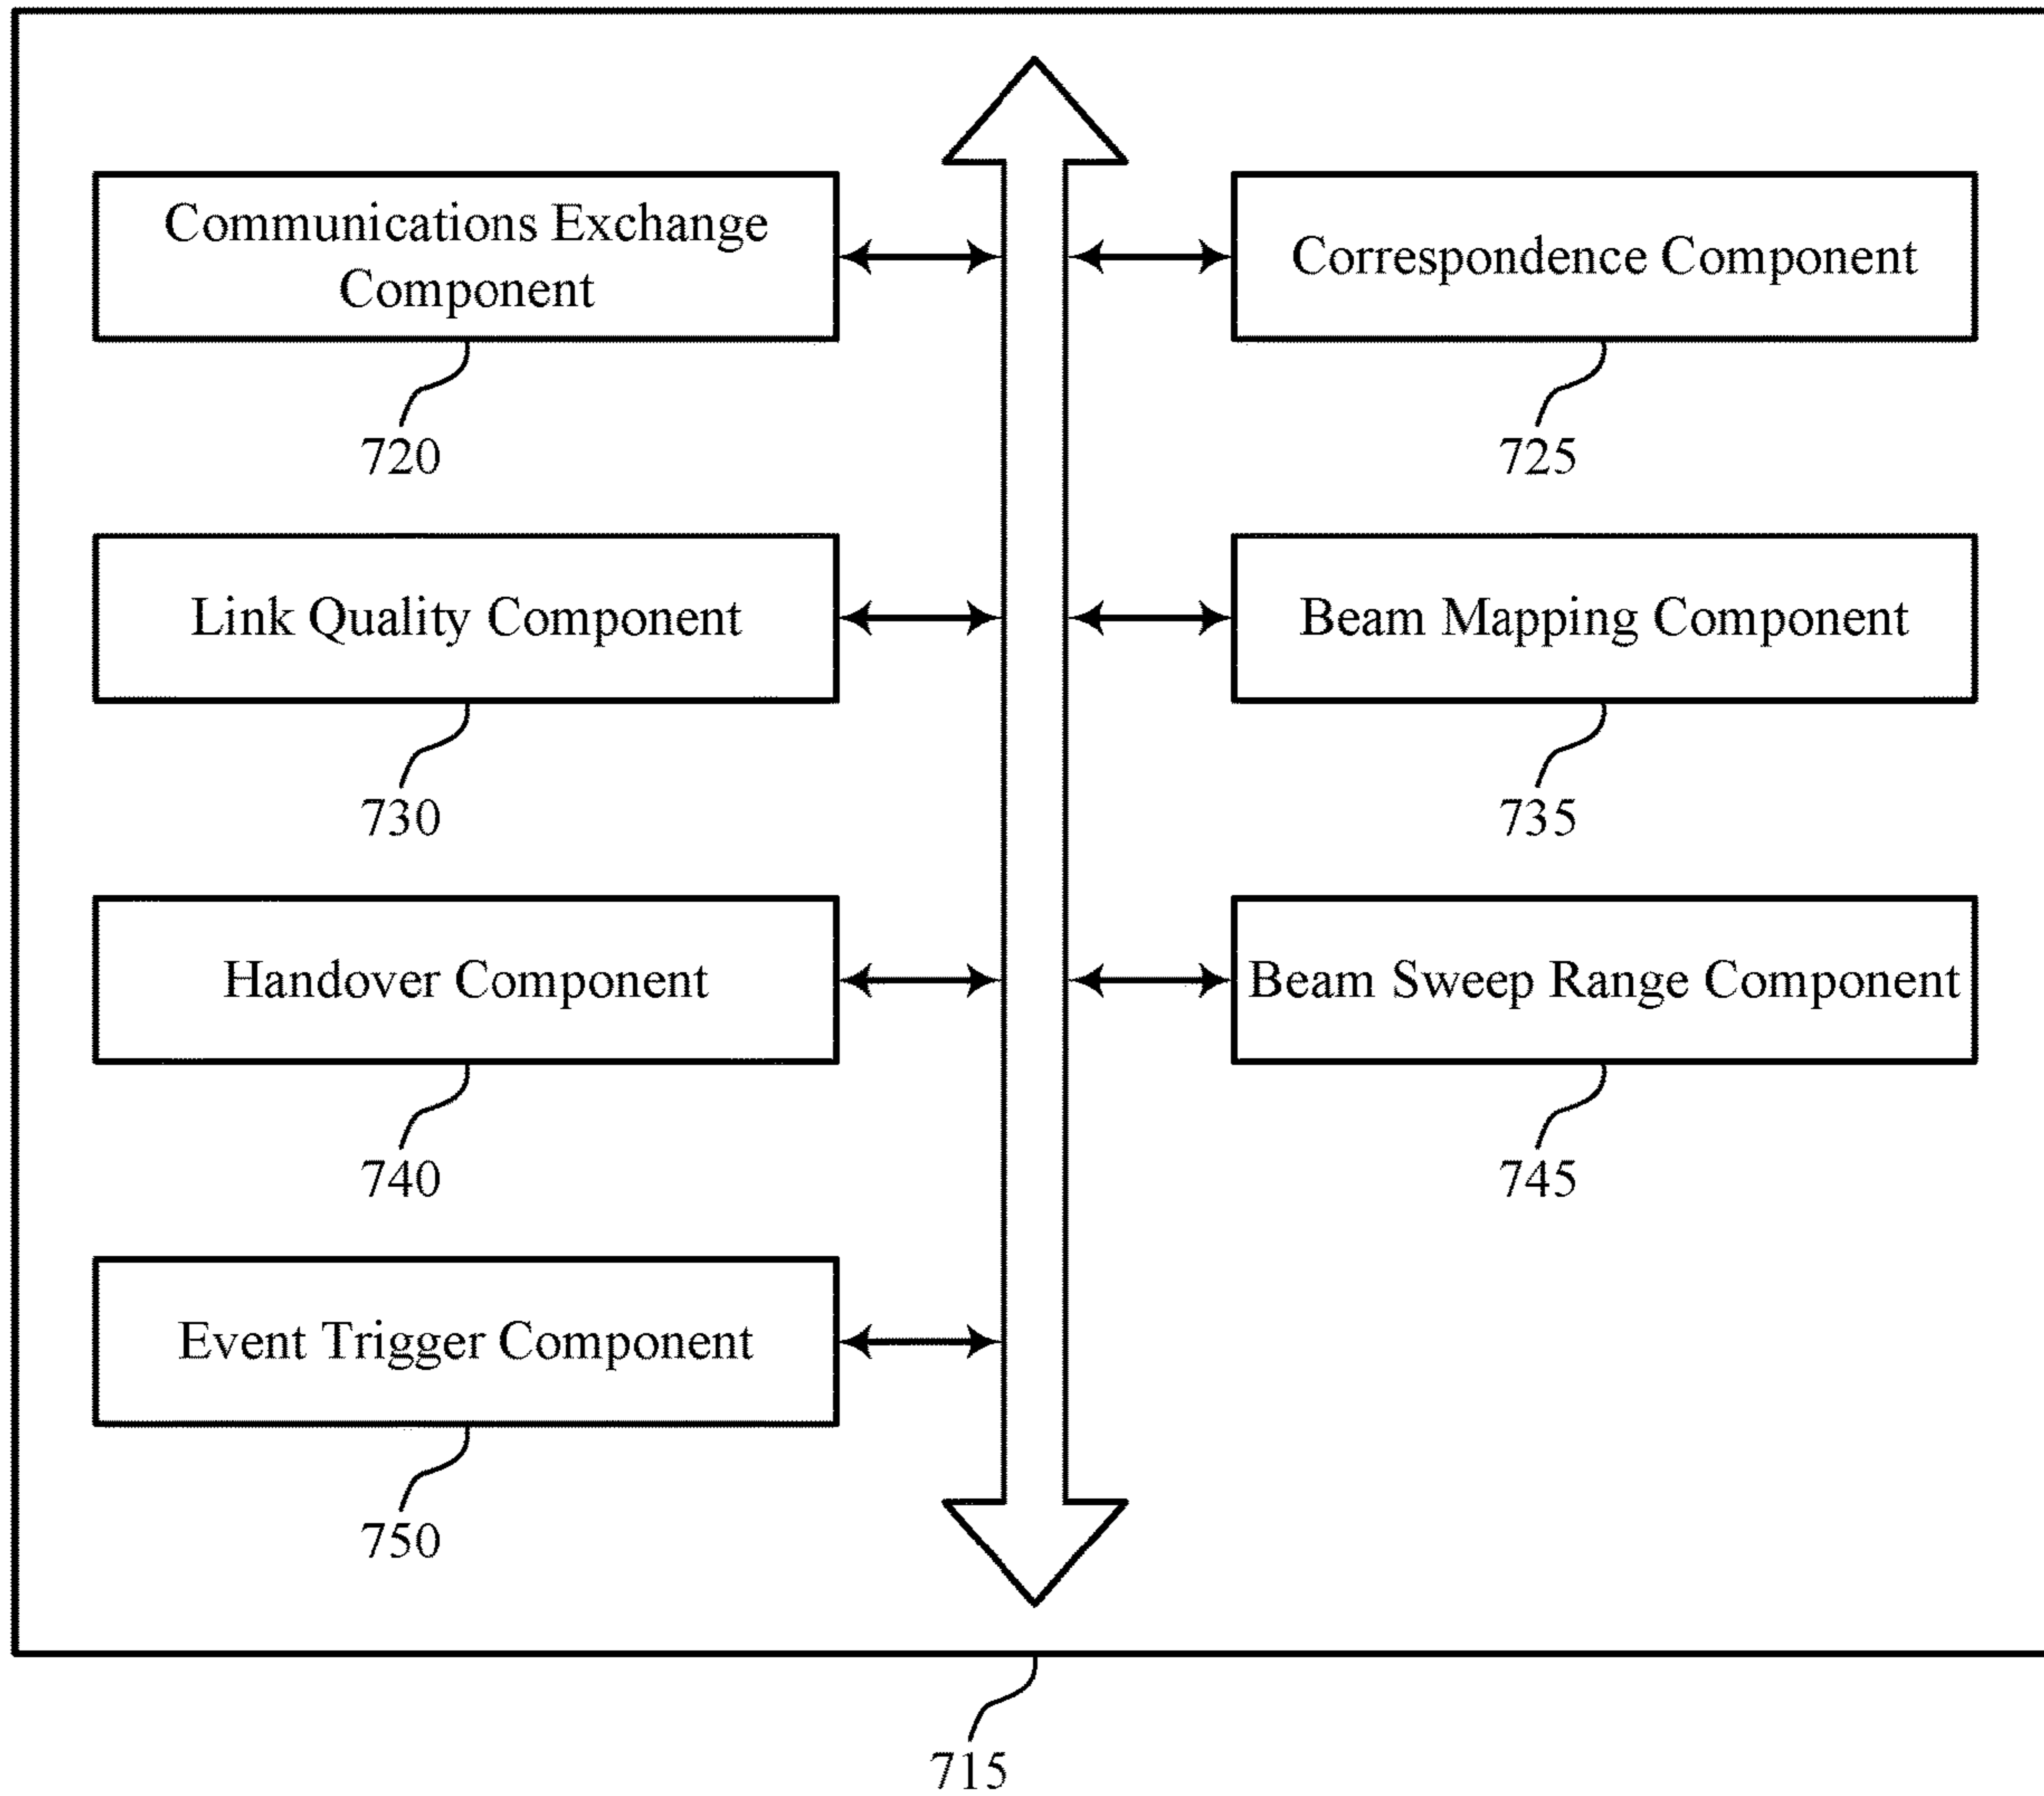 Communications Exchange
Component
720
Correspondence Component
725
Link Quality Component
730
Beam Mapping Component
735
Handover Component
740
Beam Sweep Range Component
745
Event Trigger Component
750
715